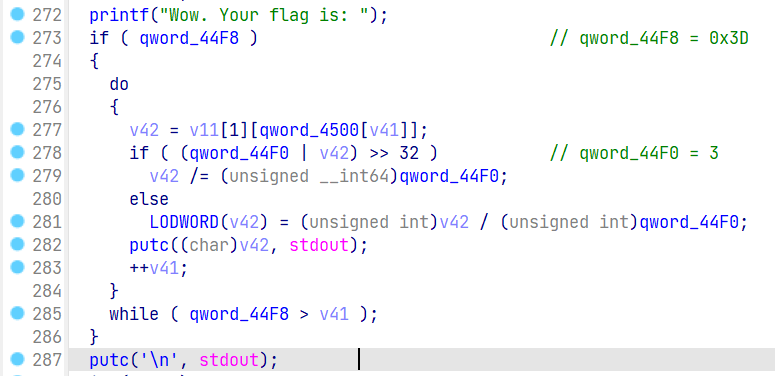 272 printf("Wow. Your flag is: ");
273 if ( qword_44F8 ) // qword_44F8 = 0x3D
274 {
275 do
276 {
277 v42 = v11[1][qword_4500[v41]];
278 if ( (qword_44F0 | v42) >> 32 ) // qword_44F0 = 3
279 v42 /= (unsigned __int64)qword_44F0;
280 else
281 LODWORD(v42) = (unsigned int)v42 / (unsigned int)qword_44F0;
282 putc((char)v42, stdout);
283 ++v41;
284 }
285 while ( qword_44F8 > v41 );
286 }
287 putc('\n', stdout);